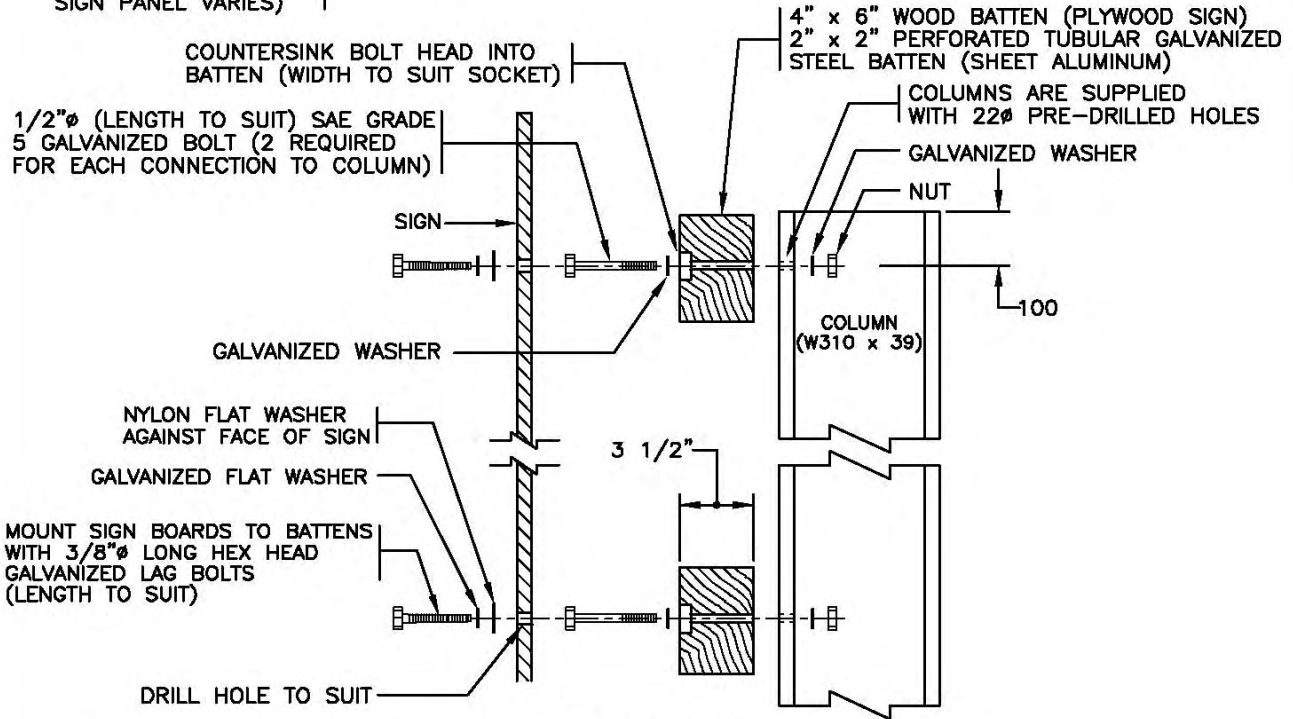 SIGN PANEL VARIES)
4" x 6" WOOD BATTEN (PLYWOOD SIGN)
2" x 2" PERFORATED TUBULAR GALVANIZED
STEEL BATTEN (SHEET ALUMINUM)
COUNTERSINK BOLT HEAD INTO
BATTEN (WIDTH TO SUIT SOCKET)
COLUMNS ARE SUPPLIED
WITH 22ø PRE-DRILLED HOLES
1/2"ø (LENGTH TO SUIT) SAE GRADE
5 GALVANIZED BOLT (2 REQUIRED
FOR EACH CONNECTION TO COLUMN)
GALVANIZED WASHER
NUT
SIGN
100
COLUMN
(W310 x 39)
GALVANIZED WASHER
NYLON FLAT WASHER
AGAINST FACE OF SIGN
3 1/2"
GALVANIZED FLAT WASHER
MOUNT SIGN BOARDS TO BATTENS
WITH 3/8"ø LONG HEX HEAD
GALVANIZED LAG BOLTS
(LENGTH TO SUIT)
DRILL HOLE TO SUIT